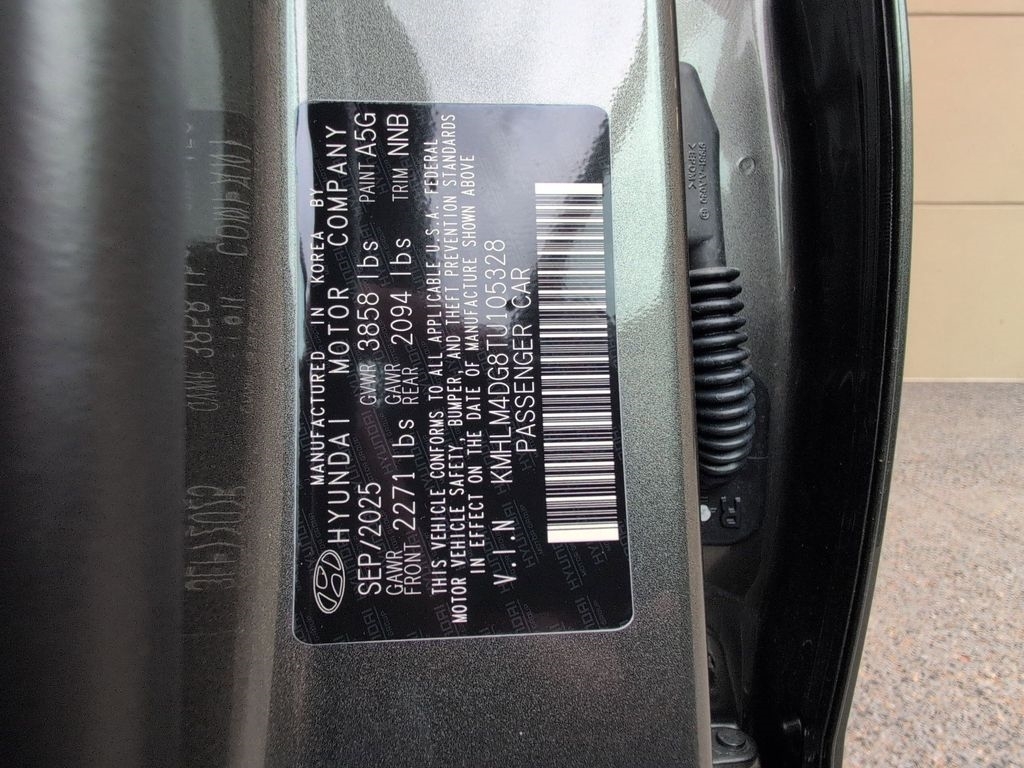 MANUFACTURED IN KOREA BY
HYUNDAI MOTOR COMPANY
SEP/2025 GVWR 3858 lbs PAINT A5G
GAWR FRONT 2271 lbs GAWR REAR 2094 lbs TRIM NNB
THIS VEHICLE CONFORMS TO ALL APPLICABLE U.S.A. FEDERAL
MOTOR VEHICLE SAFETY, BUMPER AND THEFT PREVENTION STANDARDS
IN EFFECT ON THE DATE OF MANUFACTURE SHOWN ABOVE
V.I.N KMHLM4DG8TU105328
PASSENGER CAR